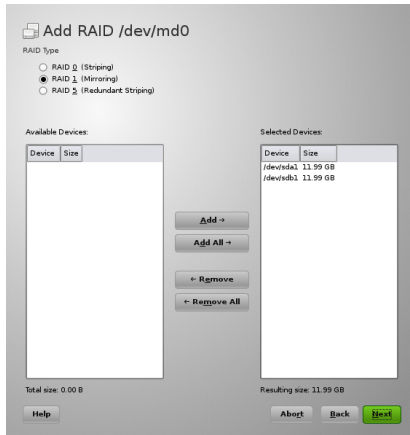 Add RAID /dev/md0
RAID Type
RAID 0 (Striping)
RAID 1 (Mirroring)
RAID 5 (Redundant Striping)
Available Devices:
Device Size
Selected Devices:
Device Size
/dev/sda1 11.99 GB
/dev/sdb1 11.99 GB
Add →
Add All →
← Remove
← Remove All
Total size: 0.00 B
Resulting size: 11.99 GB
Help
Abort Back Next